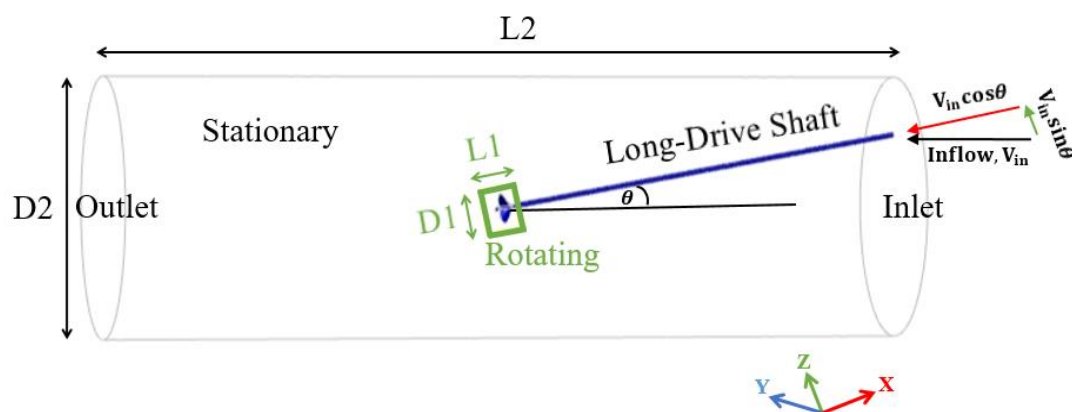 L2
V_in cosθ
V_in sinθ
Stationary
Long-Drive Shaft
Inflow, V_in
L1
θ
D2
Outlet
D1
Inlet
Rotating
Z
Y
X